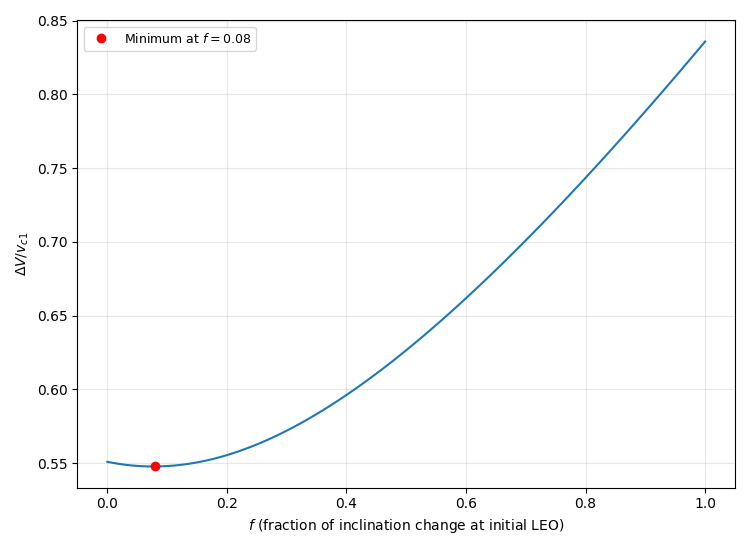 0.85
Minimum at f = 0.08
0.80
0.75
0.70
ΔV/v_{c1}
0.65
0.60
0.55
0.0 0.2 0.4 0.6 0.8 1.0
f (fraction of inclination change at initial LEO)